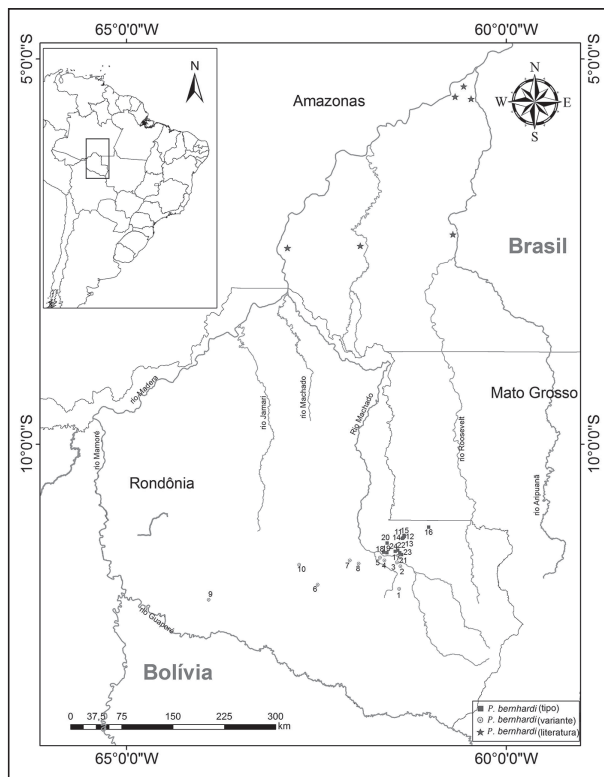 65°0'0"W 60°0'0"W
5°0'0"S 5°0'0"S
N
Amazonas
N
W E
S
Brasil
rio Madera
rio Jamari
rio Machado
Rio Machado
rio Roosevelt
Mato Grosso
rio Aripuanã
10°0'0"S 10°0'0"S
rio Mamoré
Rondônia
11 15
14 12
13
16
20
18 19 24 22
17 23
21
5 4 3
2
7 8
10
6
1
9
rio Guaporé
Bolívia
0 37,5 75 150 225 300
km
P. bernhardi (tipo)
P. bernhardi (variante)
P. bernhardi (literatura)
65°0'0"W 60°0'0"W